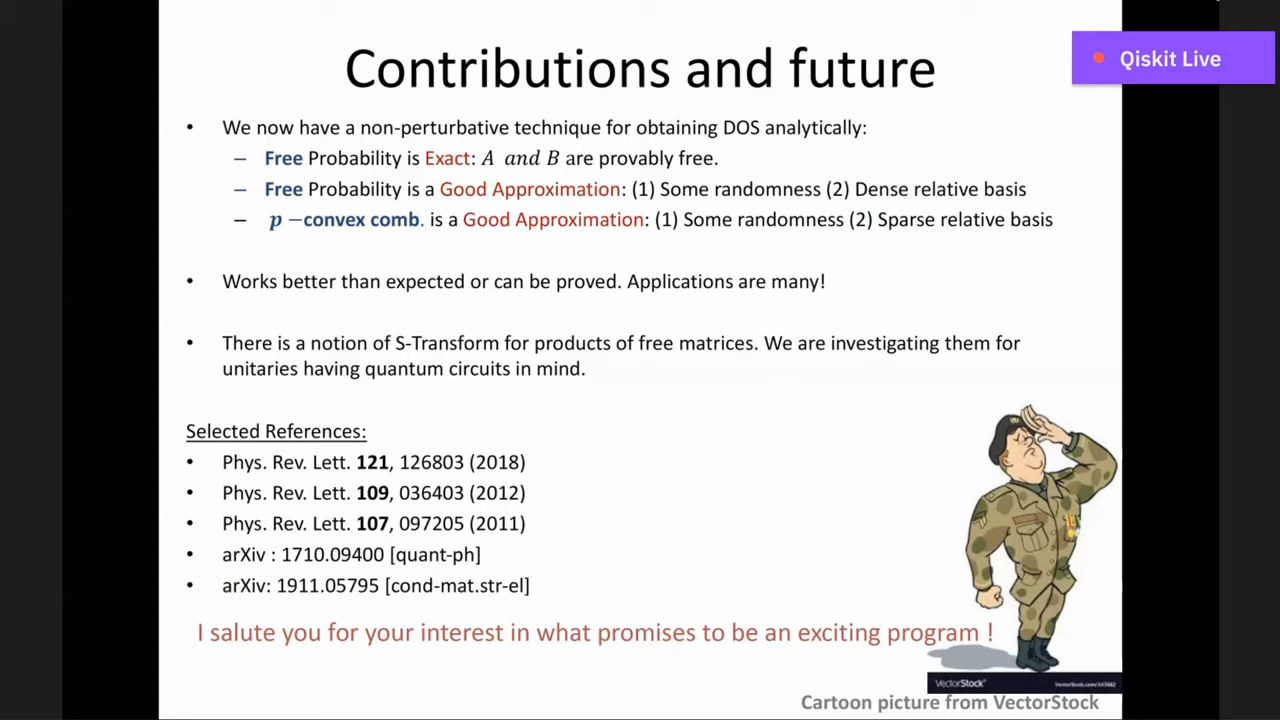 Contributions and future
Qiskit Live
• We now have a non-perturbative technique for obtaining DOS analytically:
– Free Probability is Exact: A and B are provably free.
– Free Probability is a Good Approximation: (1) Some randomness (2) Dense relative basis
– p −convex comb. is a Good Approximation: (1) Some randomness (2) Sparse relative basis
• Works better than expected or can be proved. Applications are many!
• There is a notion of S-Transform for products of free matrices. We are investigating them for
unitaries having quantum circuits in mind.
Selected References:
• Phys. Rev. Lett. 121, 126803 (2018)
• Phys. Rev. Lett. 109, 036403 (2012)
• Phys. Rev. Lett. 107, 097205 (2011)
• arXiv : 1710.09400 [quant-ph]
• arXiv: 1911.05795 [cond-mat.str-el]
I salute you for your interest in what promises to be an exciting program !
VectorStock
Cartoon picture from VectorStock